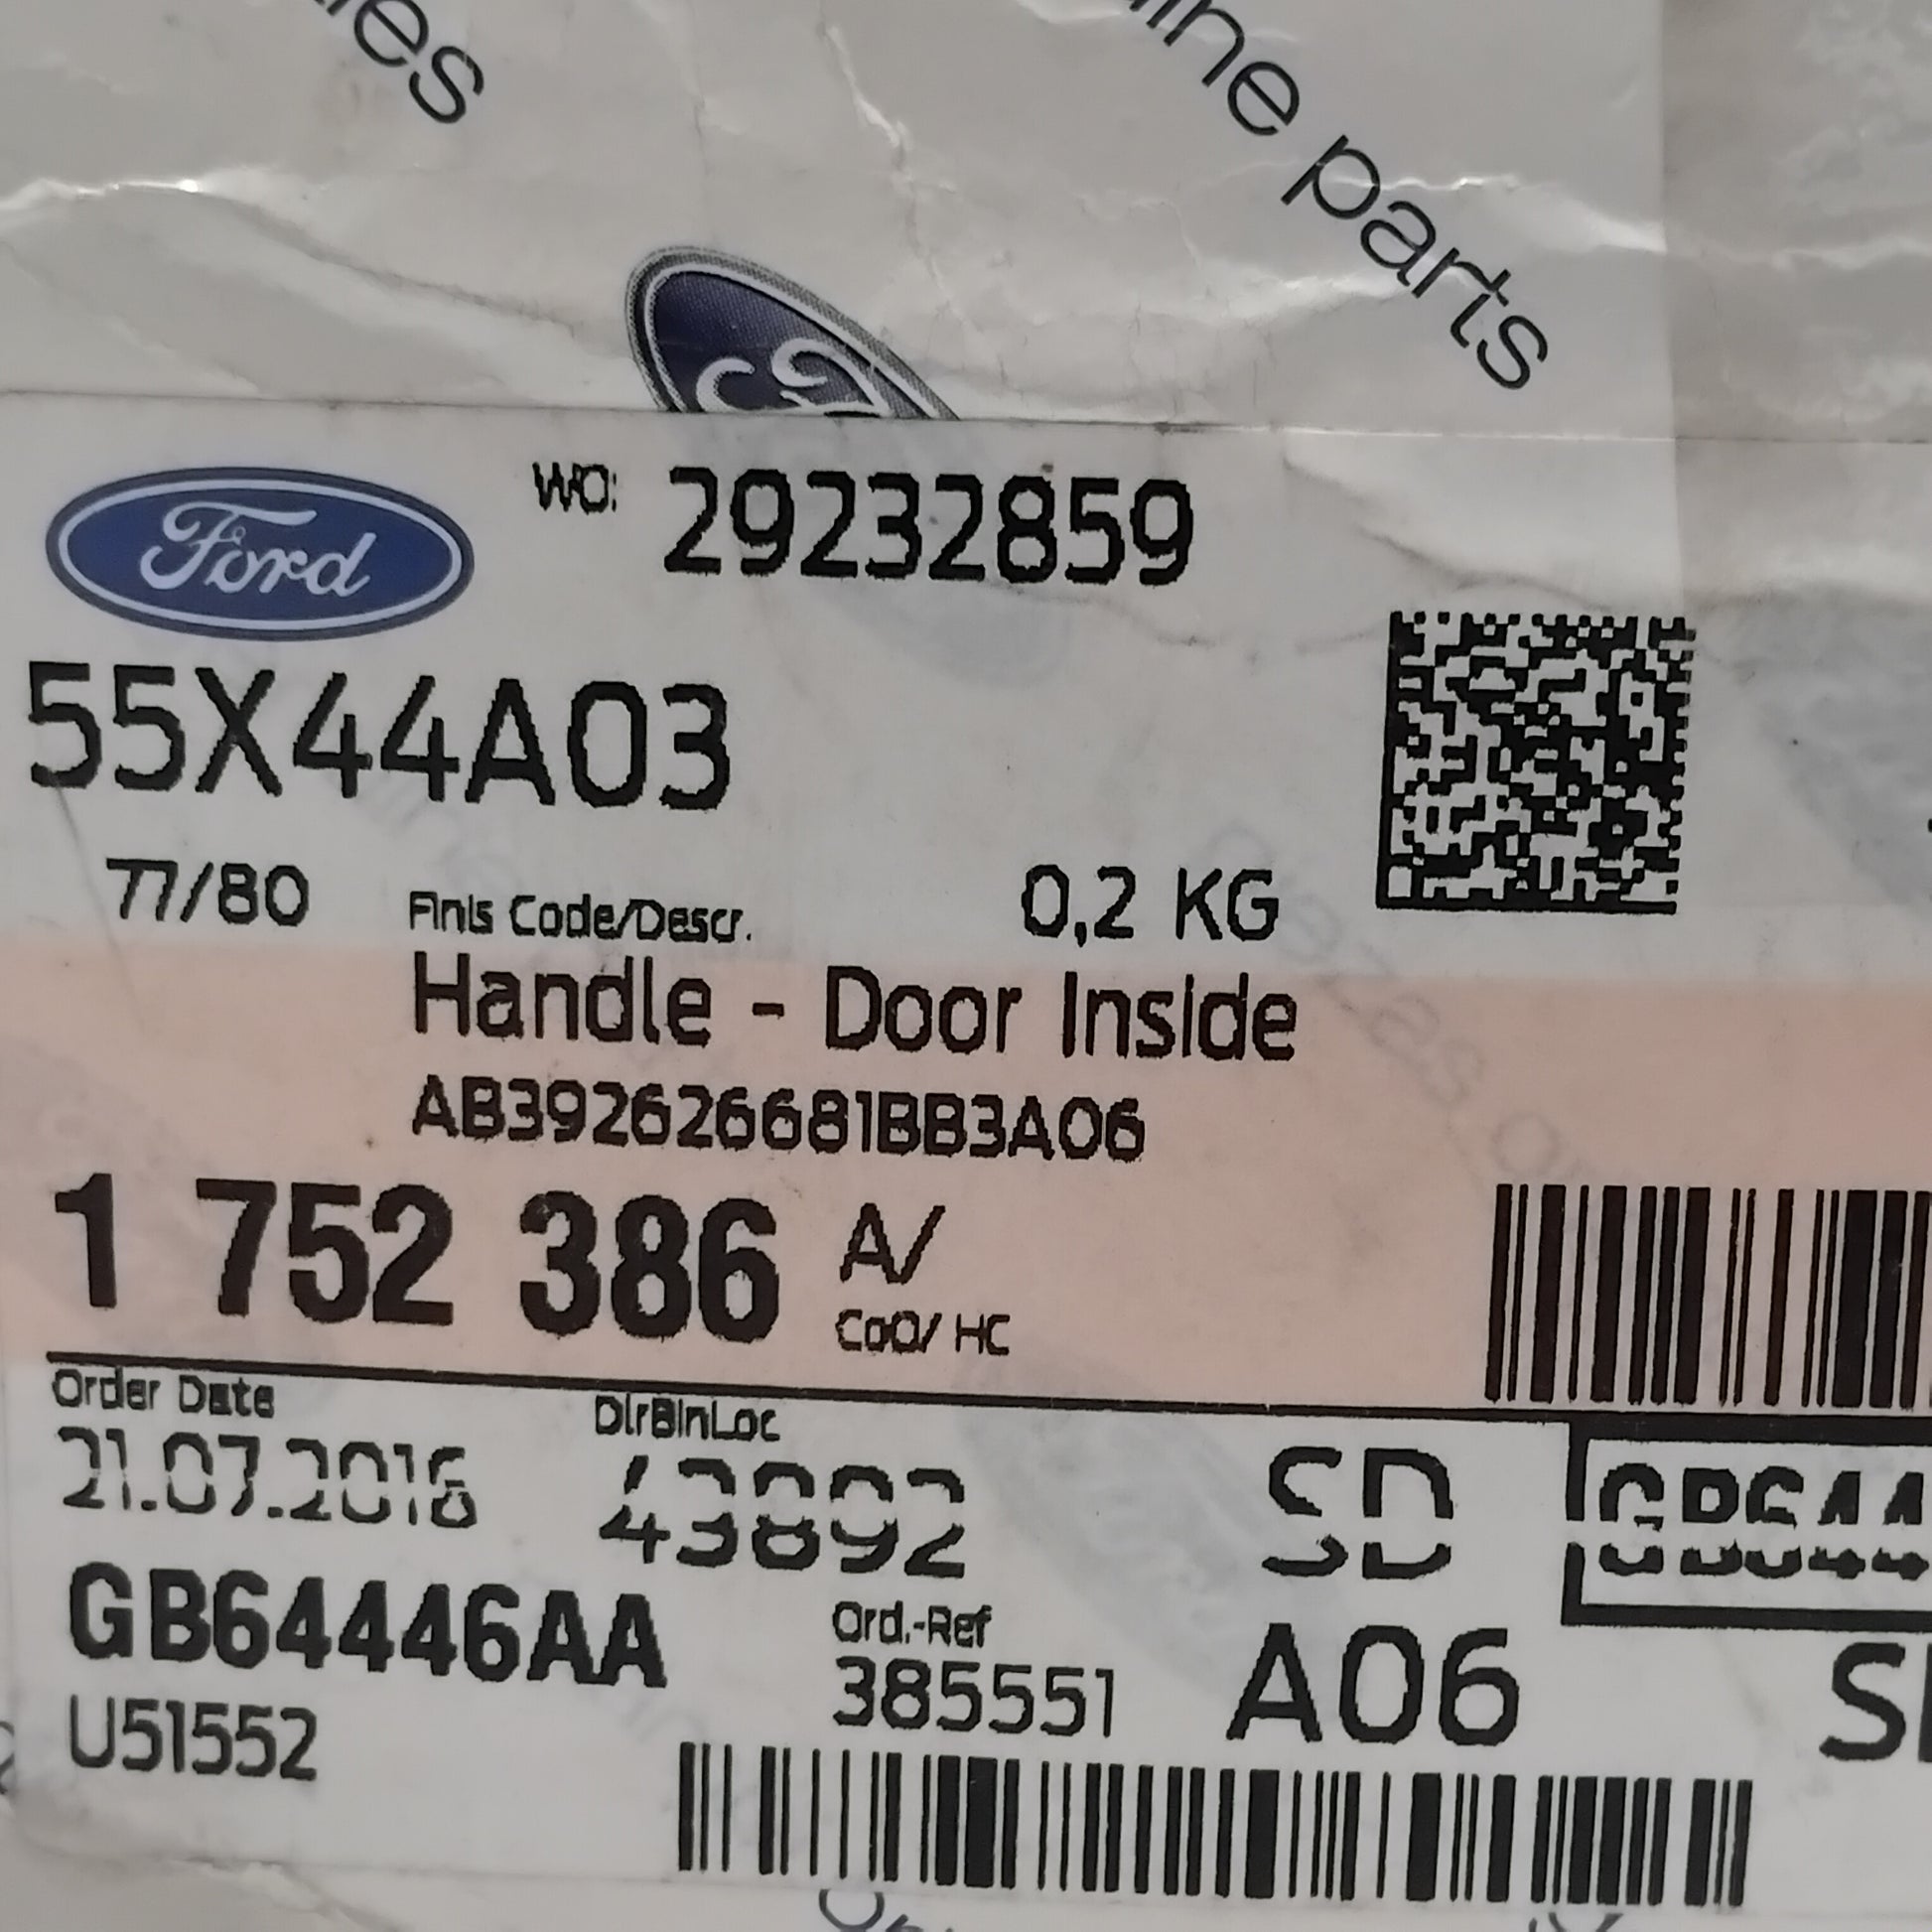 ine parts
Ford
WO: 29232859
55X44A03
77/80
Finis Code/Descr.
0,2 KG
Handle - Door Inside
AB392626681BB3A06
1 752 386 A/
CoO/ HC
Order Date
DlrBinLoc
21.07.2016
43892
SD
GB644
GB64446AA
Ord.-Ref
385551
A06
U51552